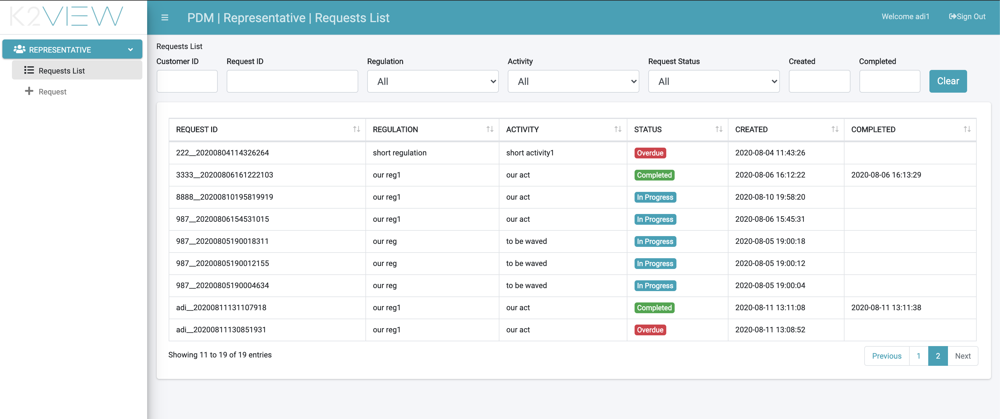 K2VIEW
PDM | Representative | Requests List
Welcome adi1
Sign Out
REPRESENTATIVE
Requests List
Request
Requests List
Customer ID Request ID Regulation Activity Request Status Created Completed
All All All Clear
REQUEST ID REGULATION ACTIVITY STATUS CREATED COMPLETED
222__20200804114326264 short regulation short activity1 Overdue 2020-08-04 11:43:26
3333__20200806161222103 our reg1 our act Completed 2020-08-06 16:12:22 2020-08-06 16:13:29
8888__20200810195819919 our reg1 our act In Progress 2020-08-10 19:58:20
987__20200806154531015 our reg1 our act In Progress 2020-08-06 15:45:31
987__20200805190018311 our reg to be waved In Progress 2020-08-05 19:00:18
987__20200805190012155 our reg to be waved In Progress 2020-08-05 19:00:12
987__20200805190004634 our reg to be waved In Progress 2020-08-05 19:00:04
adi__20200811131107918 our reg1 our act Completed 2020-08-11 13:11:08 2020-08-11 13:11:38
adi__20200811130851931 our reg1 our act Overdue 2020-08-11 13:08:52
Showing 11 to 19 of 19 entries
Previous 1 2 Next